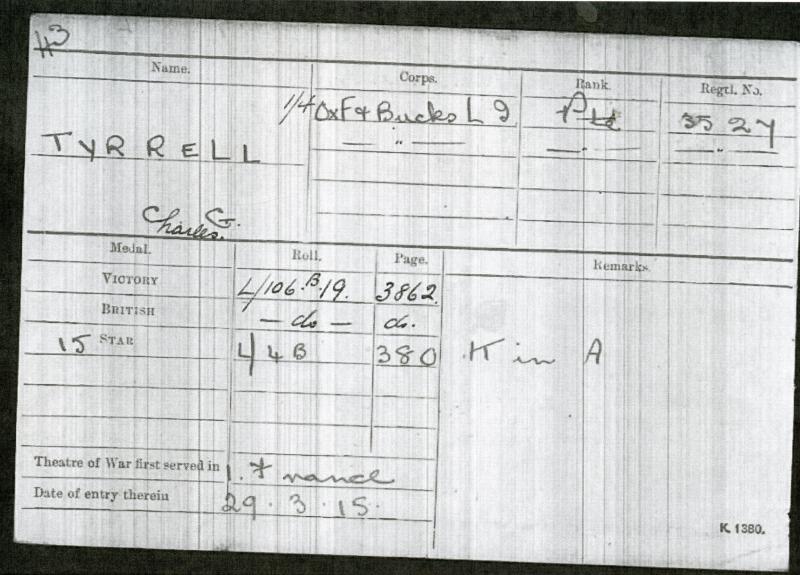 43
Name. Corps. Rank. Regtl. No.
1/4 OxF & Bucks L I Pte 3527
TYRRELL — " — — " — — " —
Charles G.
Medal. Roll. Page. Remarks.
VICTORY L/106.B.19. 3862.
BRITISH — do — do.
15 STAR L/4B 380 K in A
Theatre of War first served in 1. France
Date of entry therein 29.3.15.
K. 1380.